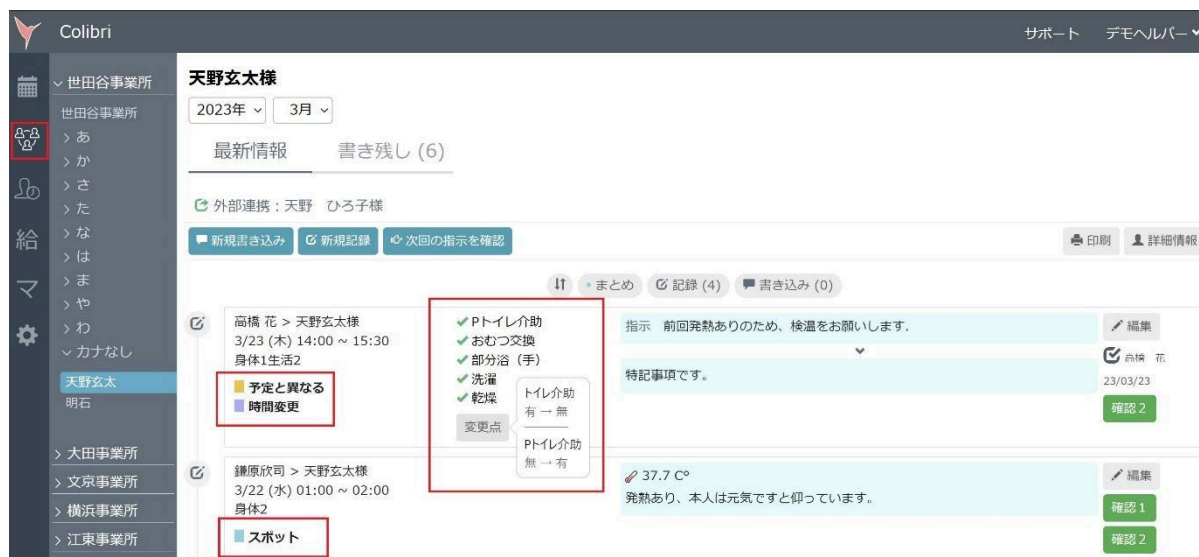 Colibri
サポート
デモヘルパー
世田谷事業所
世田谷事業所
あ
か
さ
た
な
は
ま
や
わ
カナなし
天野玄太
明石
大田事業所
文京事業所
横浜事業所
江東事業所
給
マ
天野玄太様
2023年
3月
最新情報
書き残し (6)
外部連携：天野　ひろ子様
新規書き込み
新規記録
次回の指示を確認
印刷
詳細情報
まとめ
記録 (4)
書き込み (0)
高橋 花 > 天野玄太様
3/23 (木) 14:00 ~ 15:30
身体1生活2
予定と異なる
時間変更
Pトイレ介助
おむつ交換
部分浴（手）
洗濯
乾燥
変更点
トイレ介助
有 → 無
Pトイレ介助
無 → 有
指示　前回発熱ありのため、検温をお願いします.
特記事項です。
編集
高橋　花
23/03/23
確認 2
鎌原欣司 > 天野玄太様
3/22 (水) 01:00 ~ 02:00
身体2
スポット
37.7 C°
発熱あり、本人は元気ですと仰っています。
編集
確認 1
確認 2